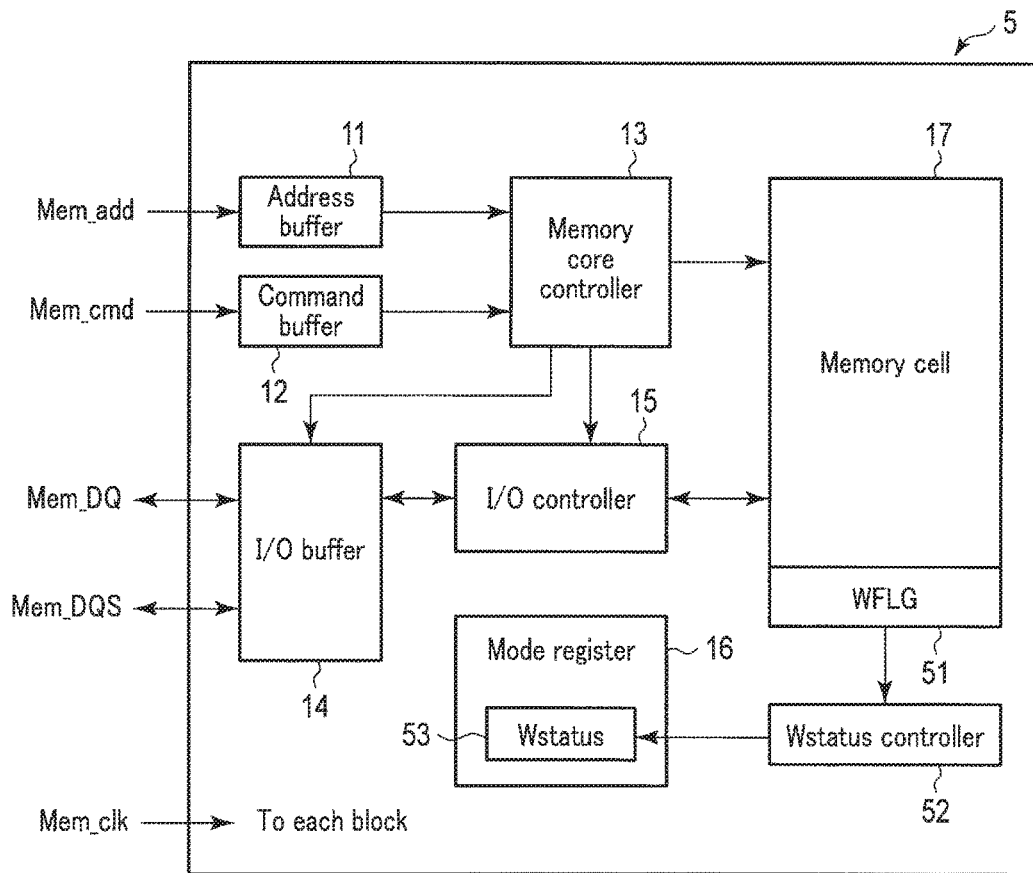 5
11
13
17
Mem_add
Address
buffer
Memory
core
controller
Mem_cmd
Command
buffer
Memory cell
12
15
Mem_DQ
I/O buffer
I/O controller
Mem_DQS
WFLG
Mode register
16
51
14
53
Wstatus
Wstatus controller
52
Mem_clk
To each block